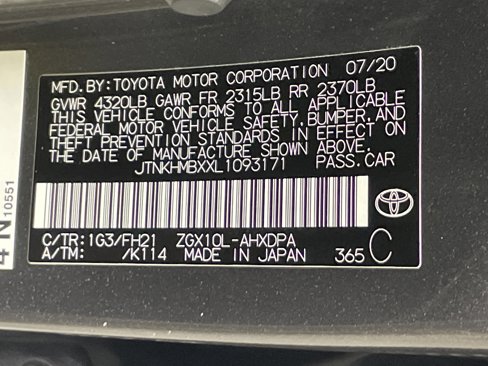 MFD.BY:TOYOTA MOTOR CORPORATION 07/20
GVWR 4320LB GAWR FR 2315LB RR 2370LB
THIS VEHICLE CONFORMS TO ALL APPLICABLE
FEDERAL MOTOR VEHICLE SAFETY,BUMPER,AND
THEFT PREVENTION STANDARDS IN EFFECT ON
THE DATE OF MANUFACTURE SHOWN ABOVE.
JTNKHMBXXL1093171 PASS.CAR
C/TR:1G3/FH21 ZGX10L-AHXDPA
A/TM: /K114 MADE IN JAPAN 365 C
4N
10551